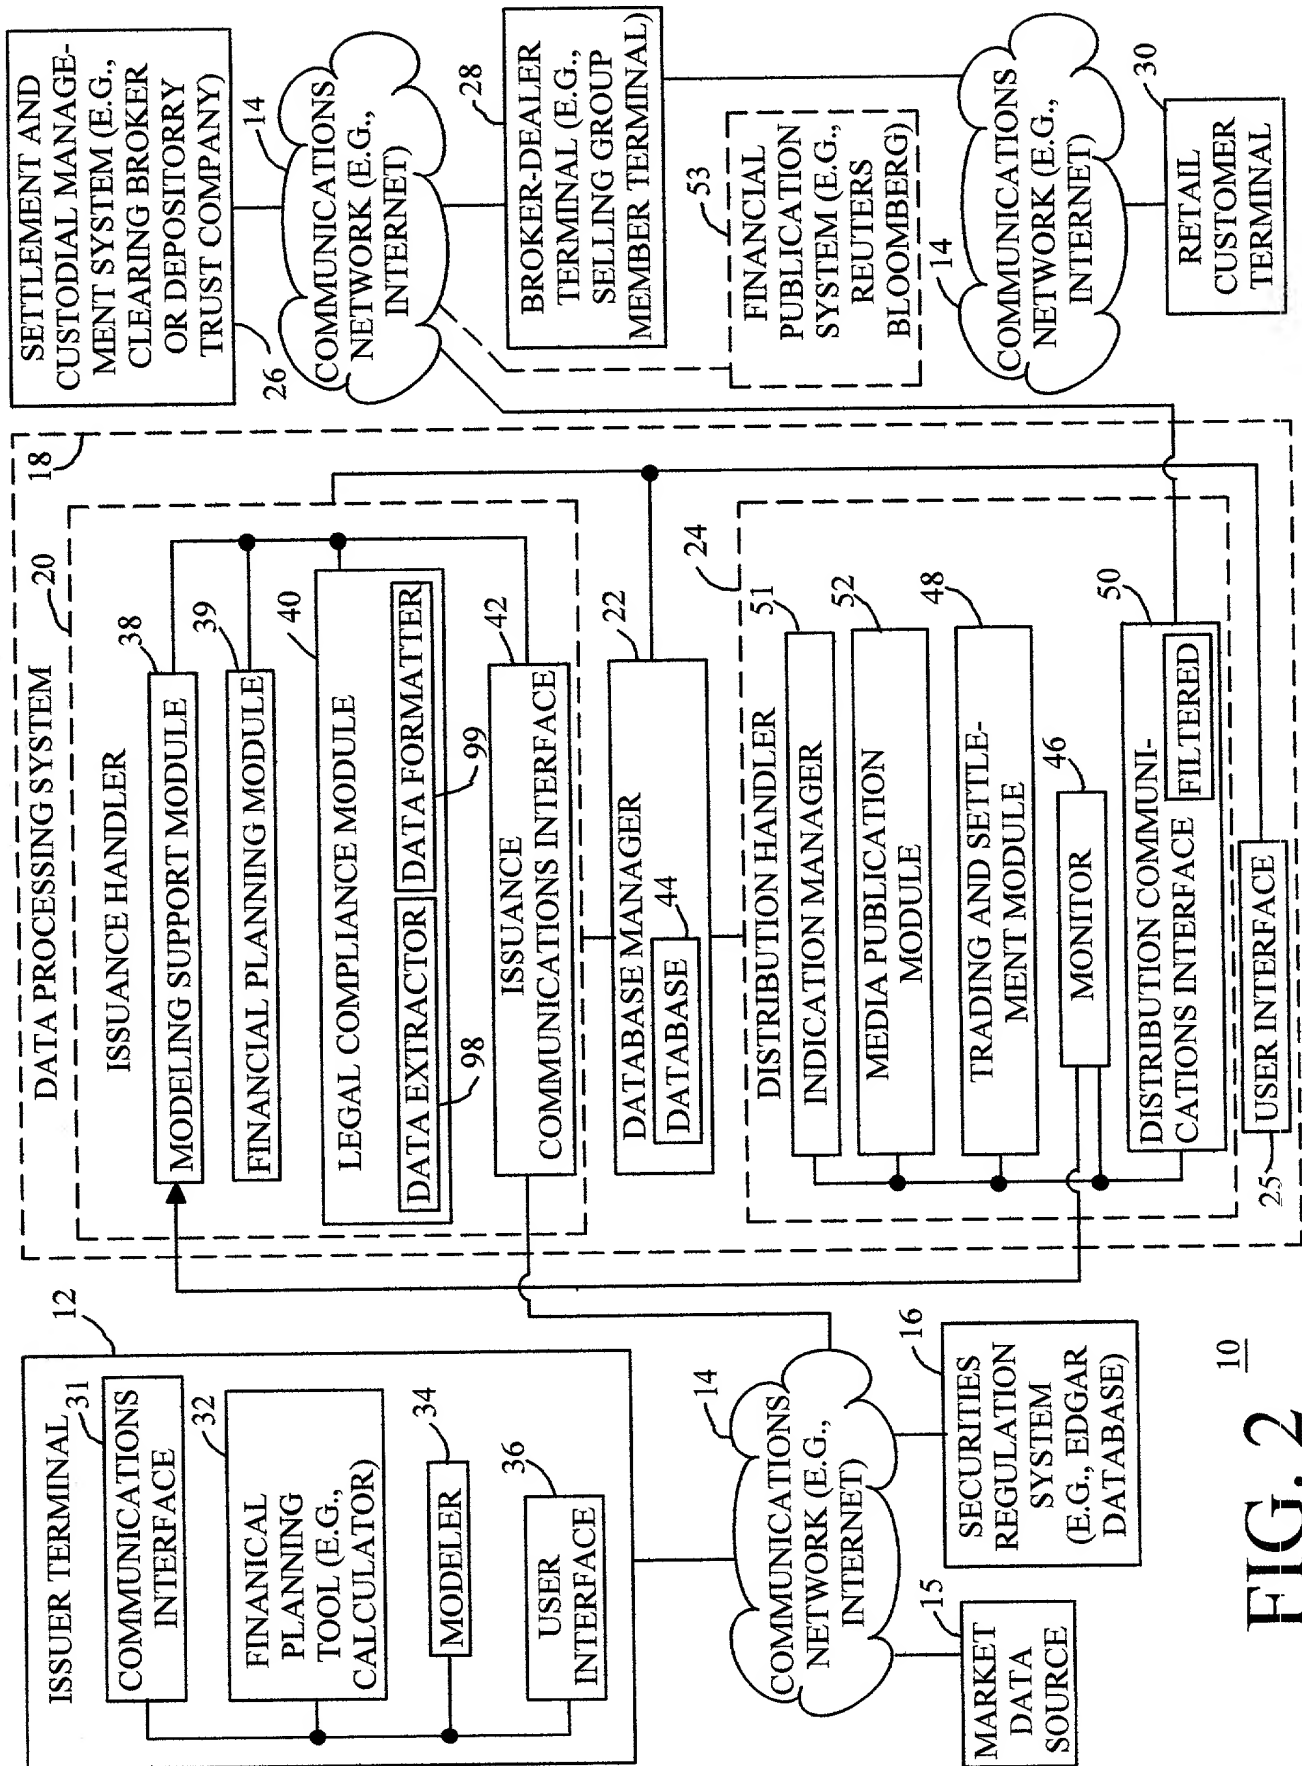 ISSUER TERMINAL
12
31
COMMUNICATIONS
INTERFACE
32
FINANICAL
PLANNING
TOOL (E.G.,
CALCULATOR)
34
MODELER
36
USER
INTERFACE
14
COMMUNICATIONS
NETWORK (E.G.,
INTERNET)
15
MARKET
DATA
SOURCE
16
SECURITIES
REGULATION
SYSTEM
(E.G., EDGAR
DATABASE)
DATA PROCESSING SYSTEM
18
20
ISSUANCE HANDLER
38
MODELING SUPPORT MODULE
39
FINANCIAL PLANNING MODULE
40
LEGAL COMPLIANCE MODULE
98
DATA EXTRACTOR
99
DATA FORMATTER
42
ISSUANCE
COMMUNICATIONS INTERFACE
22
DATABASE MANAGER
44
DATABASE
24
DISTRIBUTION HANDLER
51
INDICATION MANAGER
52
MEDIA PUBLICATION
MODULE
48
TRADING AND SETTLE-
MENT MODULE
46
MONITOR
50
DISTRIBUTION COMMUNI-
CATIONS INTERFACE
FILTERED
25
USER INTERFACE
SETTLEMENT AND
CUSTODIAL MANAGE-
MENT SYSTEM (E.G.,
CLEARING BROKER
OR DEPOSITORRY
TRUST COMPANY)
26
14
COMMUNICATIONS
NETWORK (E.G.,
INTERNET)
28
BROKER-DEALER
TERMINAL (E.G.,
SELLING GROUP
MEMBER TERMINAL)
53
FINANCIAL
PUBLICATION
SYSTEM (E.G.,
REUTERS
BLOOMBERG)
14
COMMUNICATIONS
NETWORK (E.G.,
INTERNET)
30
RETAIL
CUSTOMER
TERMINAL
10
FIG. 2